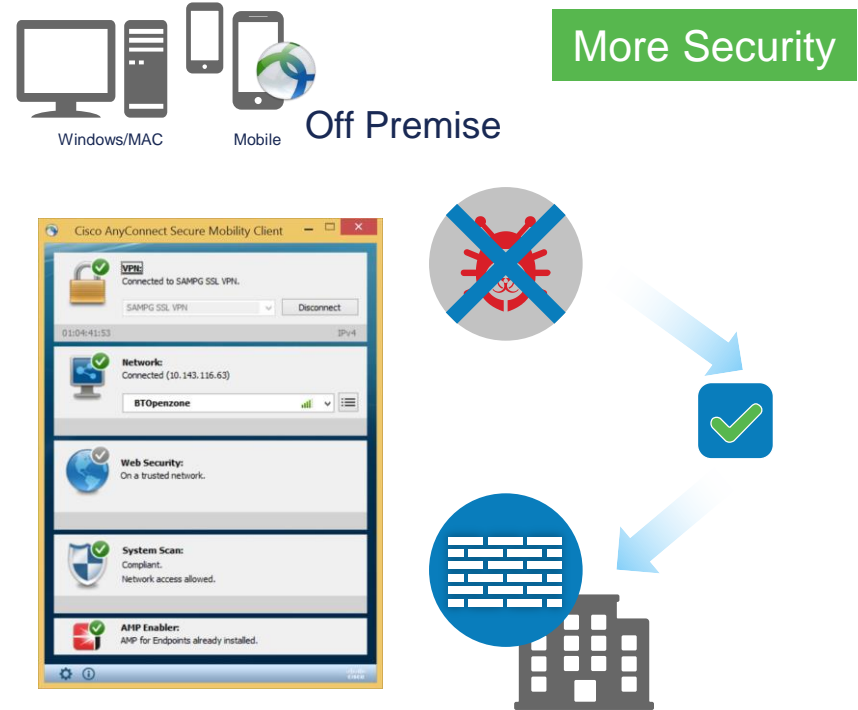 More Security
Windows/MAC
Mobile
Off Premise
Cisco AnyConnect Secure Mobility Client
VPN:
Connected to SAMPG SSL VPN.
SAMPG SSL VPN
Disconnect
01:04:41:53
IPv4
Network:
Connected (10.143.116.63)
BTOpenzone
Web Security:
On a trusted network.
System Scan:
Compliant.
Network access allowed.
AMP Enabler:
AMP for Endpoints already installed.
CISCO